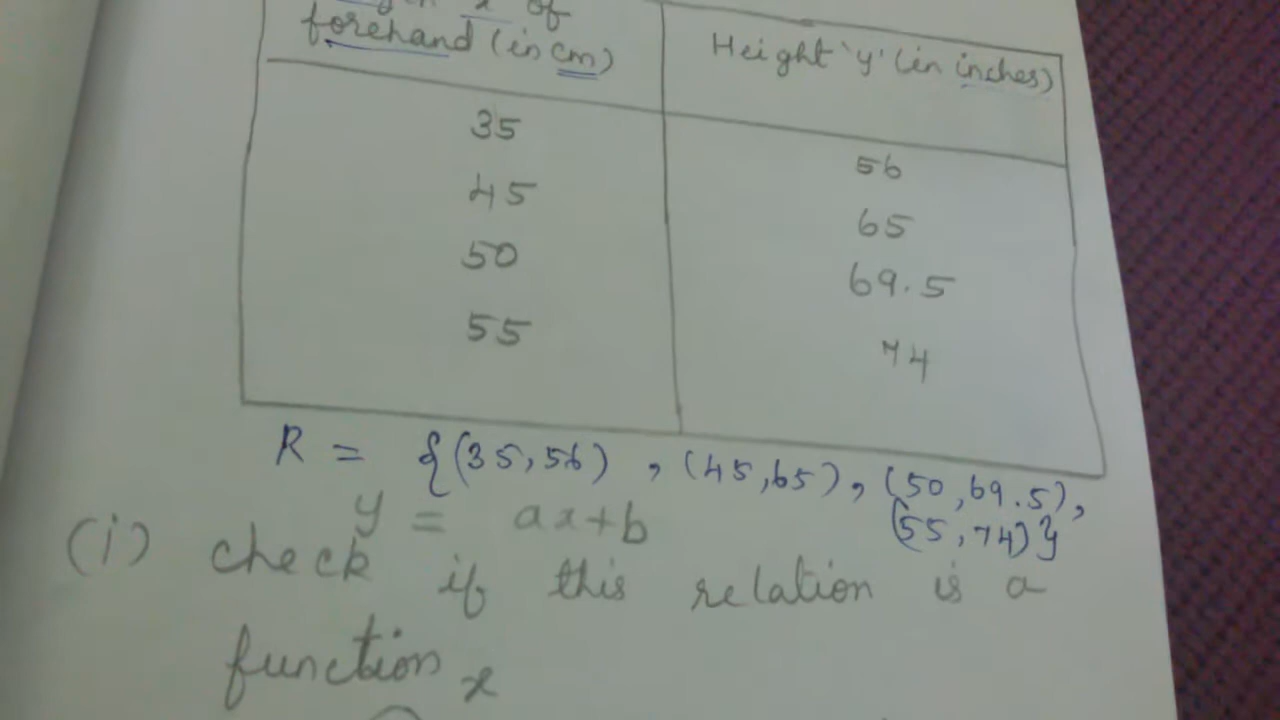 x of
forehand (in cm)
Height 'y' (in inches)
35
56
45
65
50
69.5
55
74
R = {(35,56), (45,65), (50,69.5),
(55,74)}
y = ax+b
(i) check if this relation is a
function x